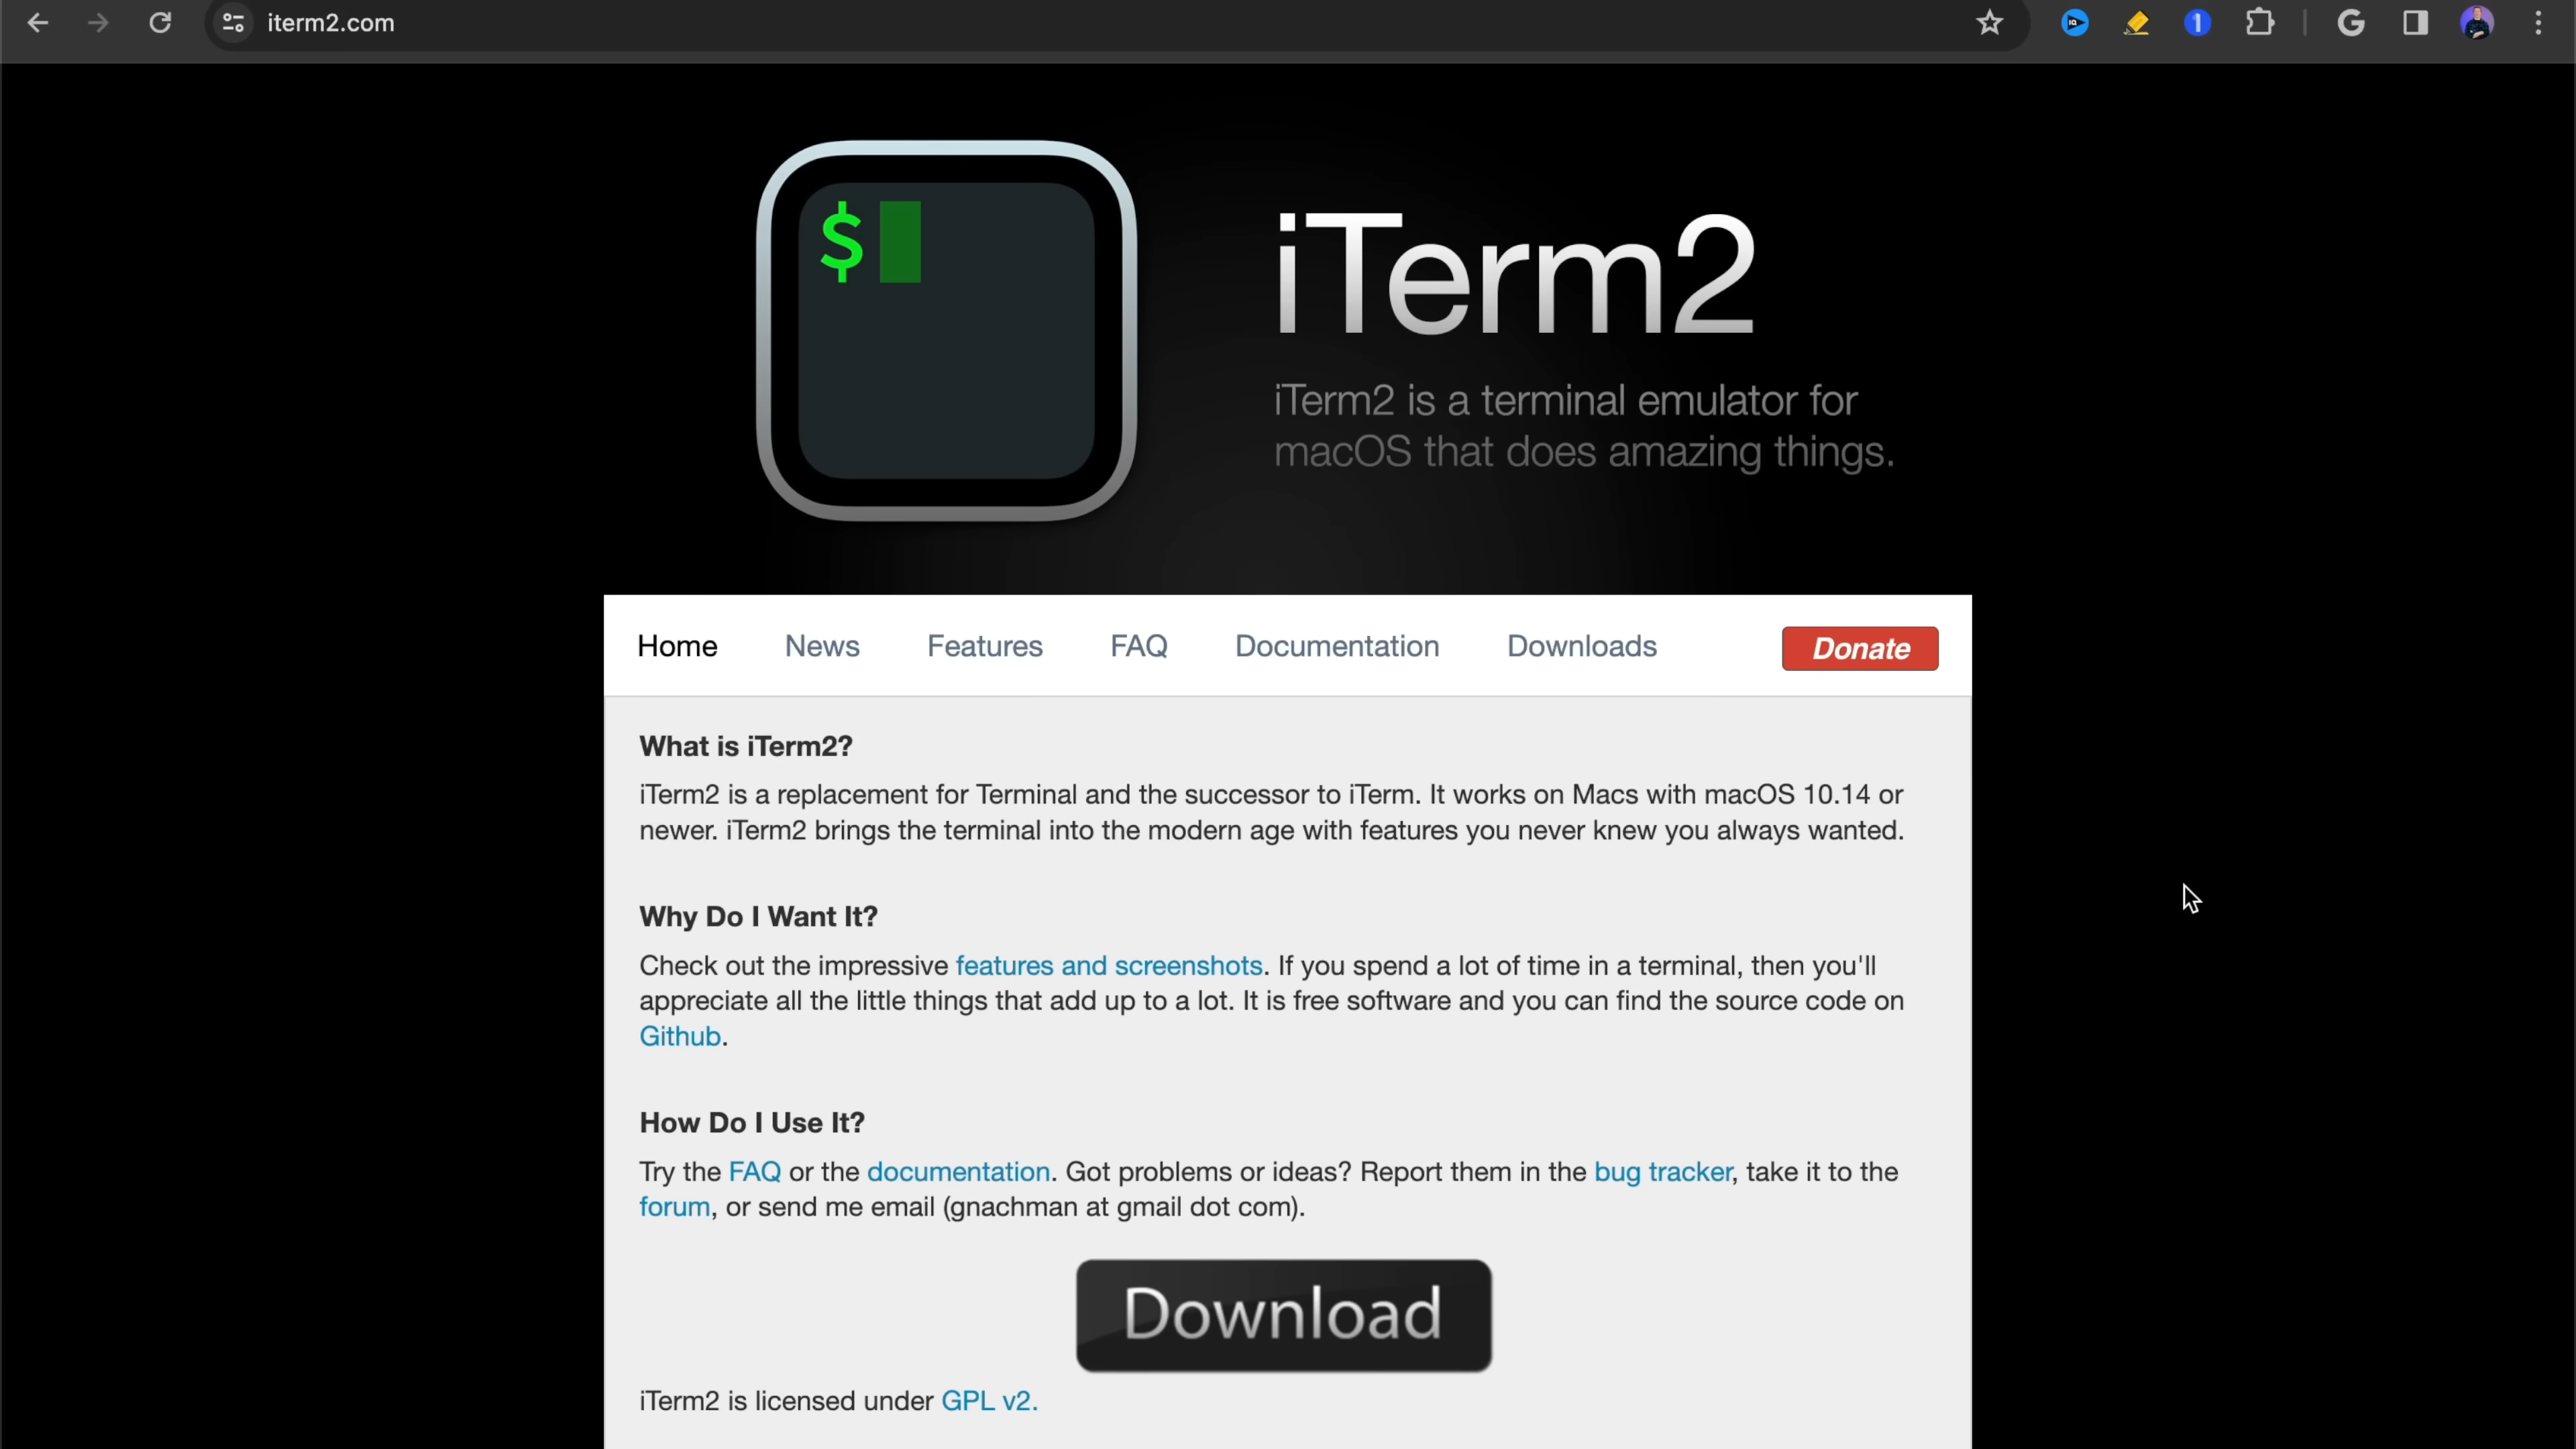 iterm2.com
$
iTerm2
iTerm2 is a terminal emulator for
macOS that does amazing things.
Home News Features FAQ Documentation Downloads Donate
What is iTerm2?
iTerm2 is a replacement for Terminal and the successor to iTerm. It works on Macs with macOS 10.14 or
newer. iTerm2 brings the terminal into the modern age with features you never knew you always wanted.
Why Do I Want It?
Check out the impressive features and screenshots. If you spend a lot of time in a terminal, then you'll
appreciate all the little things that add up to a lot. It is free software and you can find the source code on
Github.
How Do I Use It?
Try the FAQ or the documentation. Got problems or ideas? Report them in the bug tracker, take it to the
forum, or send me email (gnachman at gmail dot com).
Download
iTerm2 is licensed under GPL v2.